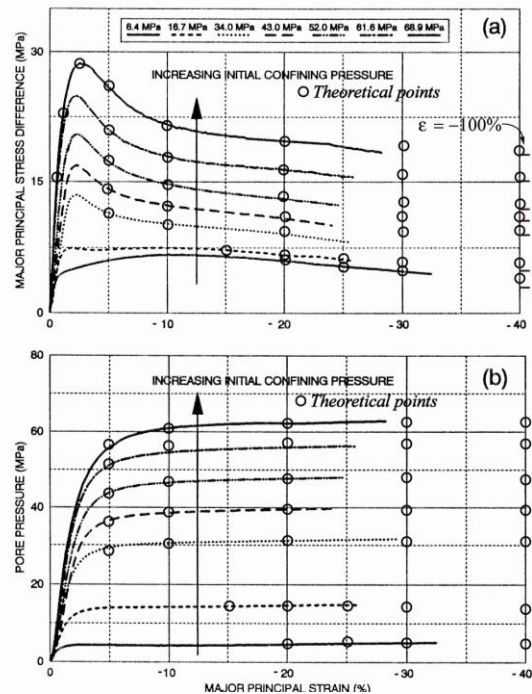 6.4 MPa 16.7 MPa 34.0 MPa 43.0 MPa 52.0 MPa 61.6 MPa 68.9 MPa
(a)
INCREASING INITIAL CONFINING PRESSURE
Theoretical points
ε = -100%
MAJOR PRINCIPAL STRESS DIFFERENCE (MPa)
30
15
0
0 -10 -20 -30 -40
(b)
INCREASING INITIAL CONFINING PRESSURE
Theoretical points
PORE PRESSURE (MPa)
80
60
40
20
0
0 -10 -20 -30 -40
MAJOR PRINCIPAL STRAIN (%)